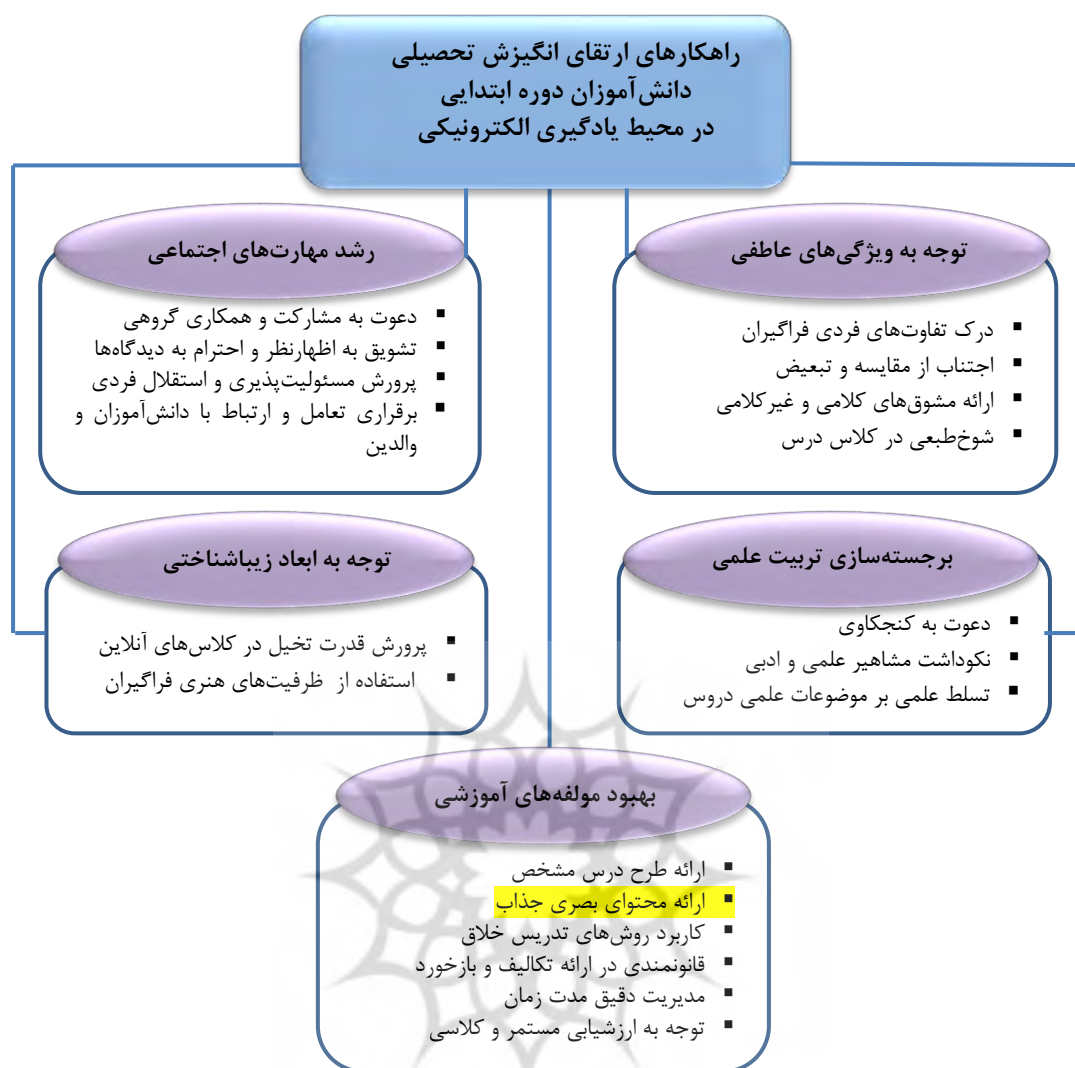 راهکارهای ارتقای انگیزش تحصیلی
دانش‌آموزان دوره ابتدایی
در محیط یادگیری الکترونیکی
توجه به ویژگی‌های عاطفی
▪ درک تفاوت‌های فردی فراگیران
▪ اجتناب از مقایسه و تبعیض
▪ ارائه مشوق‌های کلامی و غیرکلامی
▪ شوخ‌طبعی در کلاس درس
رشد مهارت‌های اجتماعی
▪ دعوت به مشارکت و همکاری گروهی
▪ تشویق به اظهارنظر و احترام به دیدگاه‌ها
▪ پرورش مسئولیت‌پذیری و استقلال فردی
▪ برقراری تعامل و ارتباط با دانش‌آموزان و
والدین
برجسته‌سازی تربیت علمی
▪ دعوت به کنجکاوی
▪ نکوداشت مشاهیر علمی و ادبی
▪ تسلط علمی بر موضوعات علمی دروس
توجه به ابعاد زیباشناختی
▪ پرورش قدرت تخیل در کلاس‌های آنلاین
▪ استفاده از ظرفیت‌های هنری فراگیران
بهبود مولفه‌های آموزشی
▪ ارائه طرح درس مشخص
▪ ارائه محتوای بصری جذاب
▪ کاربرد روش‌های تدریس خلاق
▪ قانونمندی در ارائه تکالیف و بازخورد
▪ مدیریت دقیق مدت زمان
▪ توجه به ارزشیابی مستمر و کلاسی